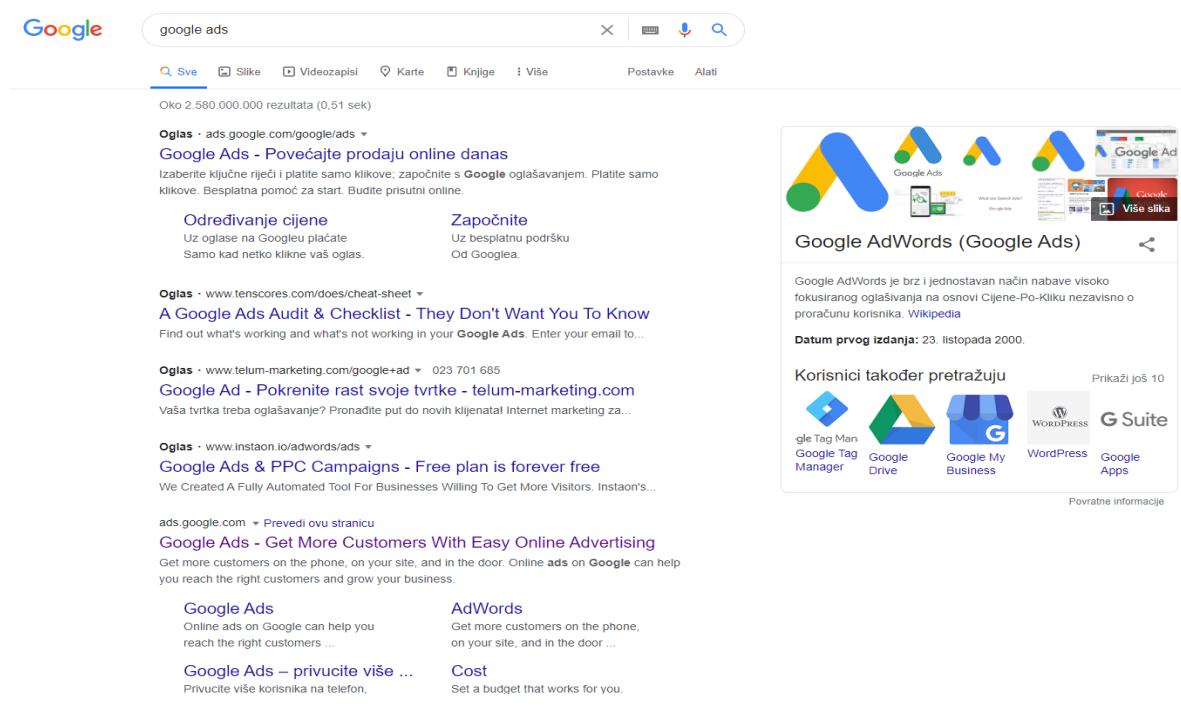 Google
google ads
Sve Slike Videozapisi Karte Knjige Više Postavke Alati
Oko 2.580.000.000 rezultata (0,51 sek)
Oglas · ads.google.com/google/ads
Google Ads - Povećajte prodaju online danas
Izaberite ključne riječi i platite samo klikove; započnite s Google oglašavanjem. Platite samo
klikove. Besplatna pomoć za start. Budite prisutni online.
Određivanje cijene
Uz oglase na Googleu plaćate
Samo kad netko klikne vaš oglas.
Započnite
Uz besplatnu podršku
Od Googlea.
Oglas · www.tenscores.com/does/cheat-sheet
A Google Ads Audit & Checklist - They Don't Want You To Know
Find out what's working and what's not working in your Google Ads. Enter your email to...
Oglas · www.telum-marketing.com/google+ad 023 701 685
Google Ad - Pokrenite rast svoje tvrtke - telum-marketing.com
Vaša tvrtka treba oglašavanje? Pronađite put do novih klijenata! Internet marketing za...
Oglas · www.instaon.io/adwords/ads
Google Ads & PPC Campaigns - Free plan is forever free
We Created A Fully Automated Tool For Businesses Willing To Get More Visitors. Instaon's...
ads.google.com Prevedi ovu stranicu
Google Ads - Get More Customers With Easy Online Advertising
Get more customers on the phone, on your site, and in the door. Online ads on Google can help
you reach the right customers and grow your business.
Google Ads
Online ads on Google can help you
reach the right customers ...
AdWords
Get more customers on the phone,
on your site, and in the door ...
Google Ads – privucite više ...
Privucite više korisnika na telefon,
Cost
Set a budget that works for you.
Google Ads
Google Ad
What are Search Ads?
Google Ads
Google
Više slika
Google AdWords (Google Ads)
Google AdWords je brz i jednostavan način nabave visoko
fokusiranog oglašivanja na osnovi Cijene-Po-Kliku nezavisno o
proračunu korisnika. Wikipedia
Datum prvog izdanja: 23. listopada 2000.
Korisnici također pretražuju
Prikaži još 10
gle Tag Man
Google Tag
Manager
Google
Drive
G
Google My
Business
WORDPRESS
WordPress
G Suite
Google
Apps
Povratne informacije